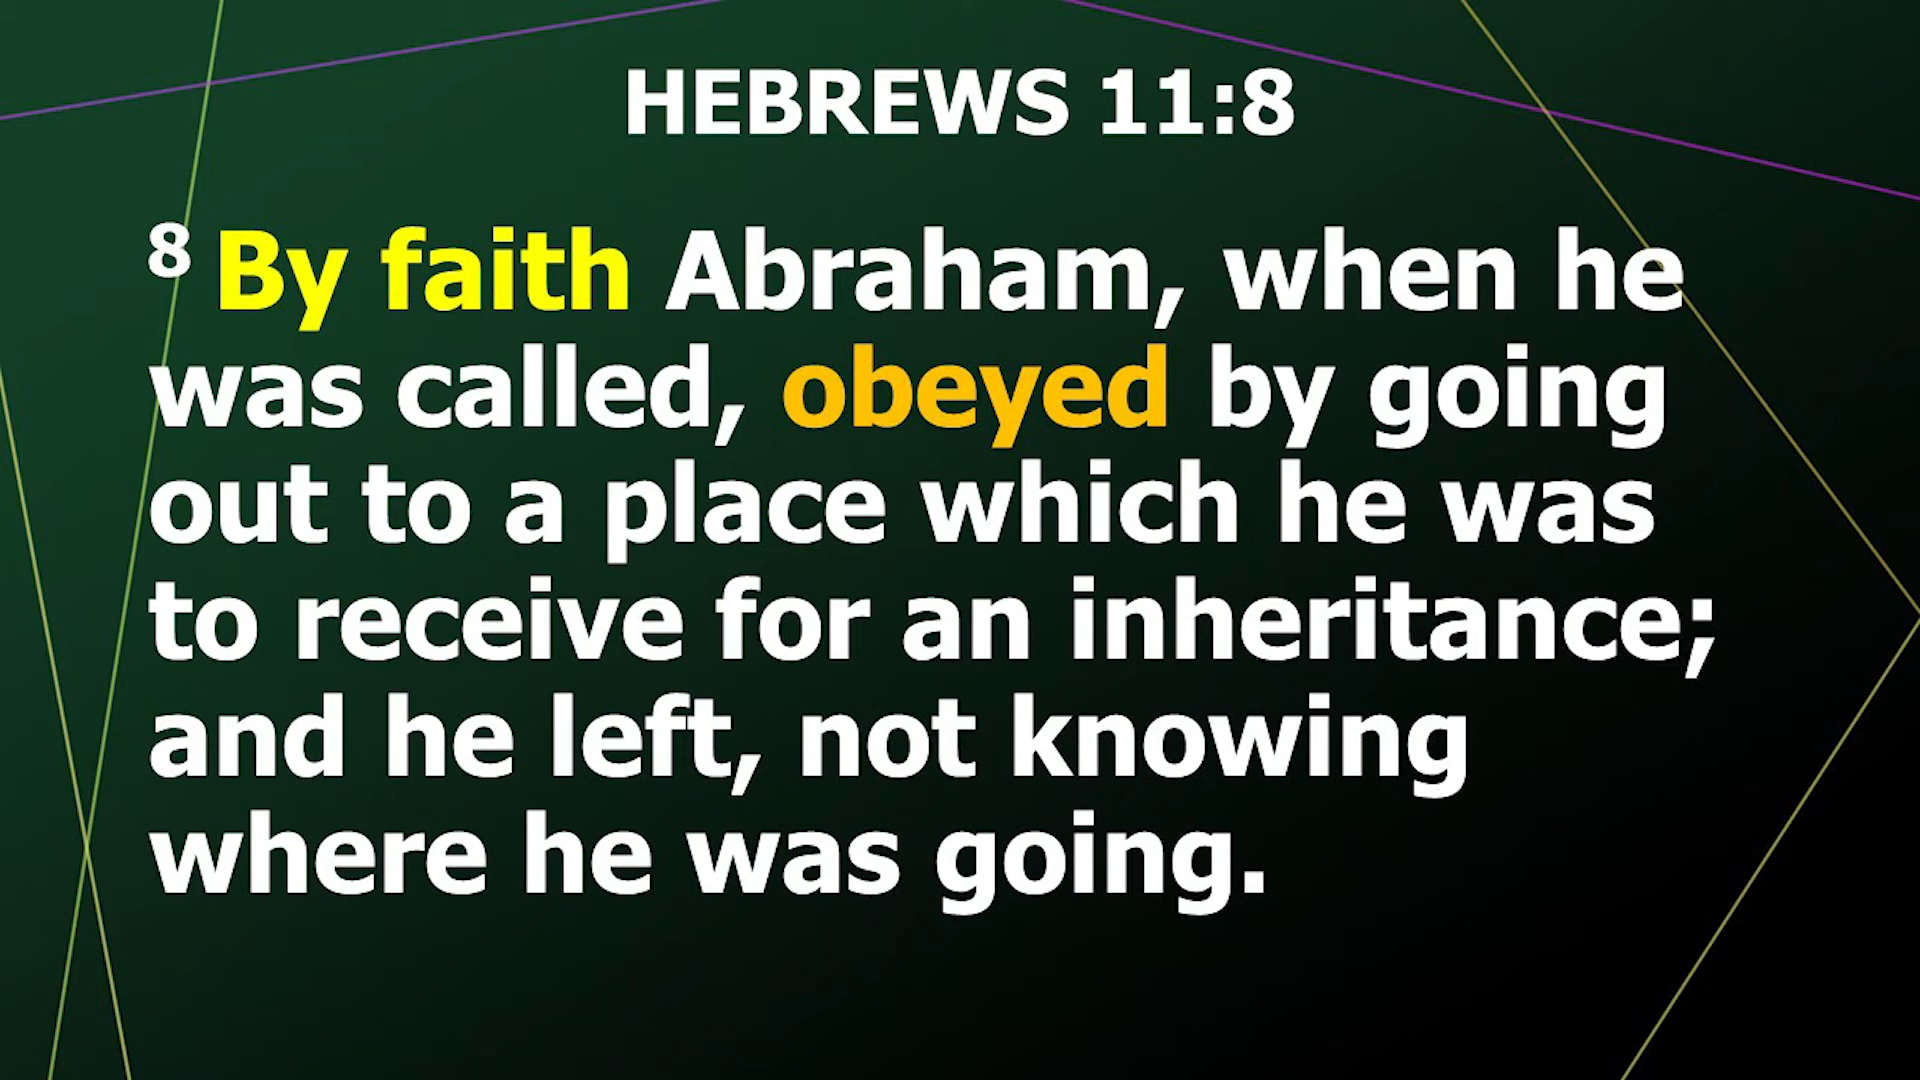 HEBREWS 11:8
8 By faith Abraham, when he
was called, obeyed by going
out to a place which he was
to receive for an inheritance;
and he left, not knowing
where he was going.